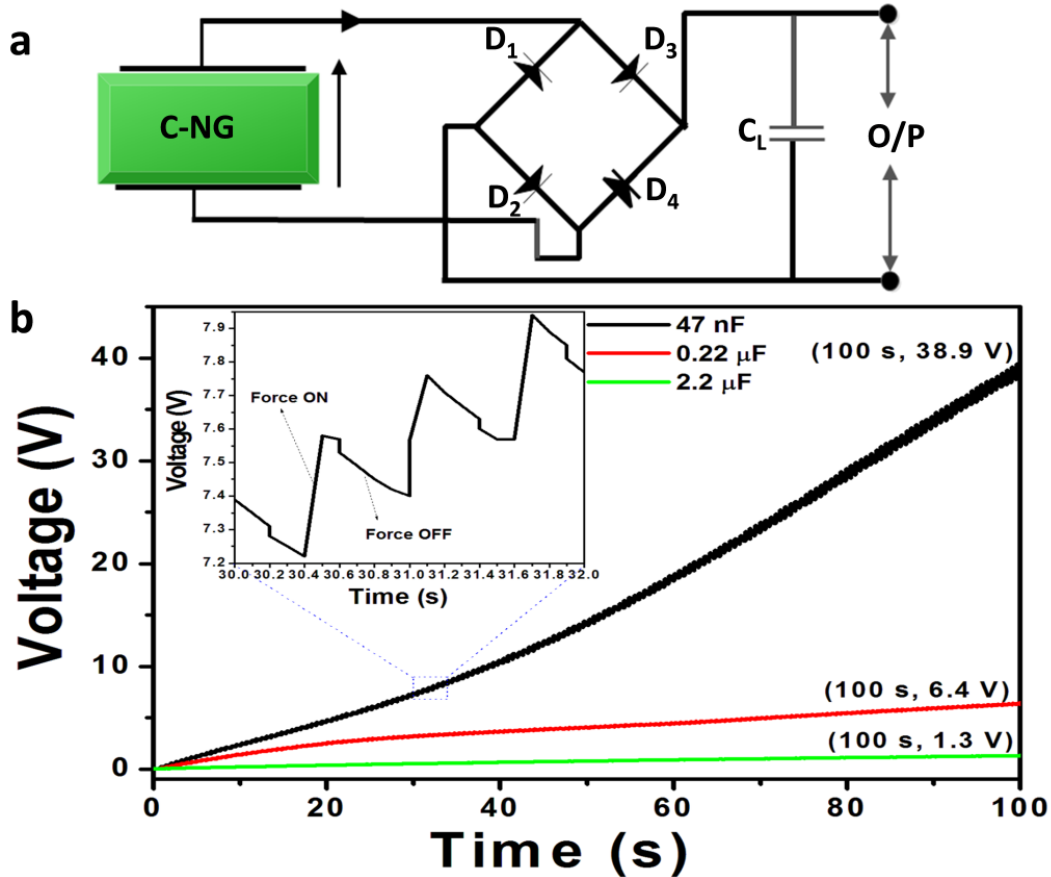 a
C-NG
D1
D3
D2
D4
CL
O/P
b
Voltage (V)
40
30
20
10
0
0
20
40
60
80
100
Time (s)
47 nF
0.22 μF
2.2 μF
(100 s, 38.9 V)
(100 s, 6.4 V)
(100 s, 1.3 V)
Voltage (V)
7.9
7.8
7.7
7.6
7.5
7.4
7.3
7.2
30.0 30.2 30.4 30.6 30.8 31.0 31.2 31.4 31.6 31.8 32.0
Time (s)
Force ON
Force OFF